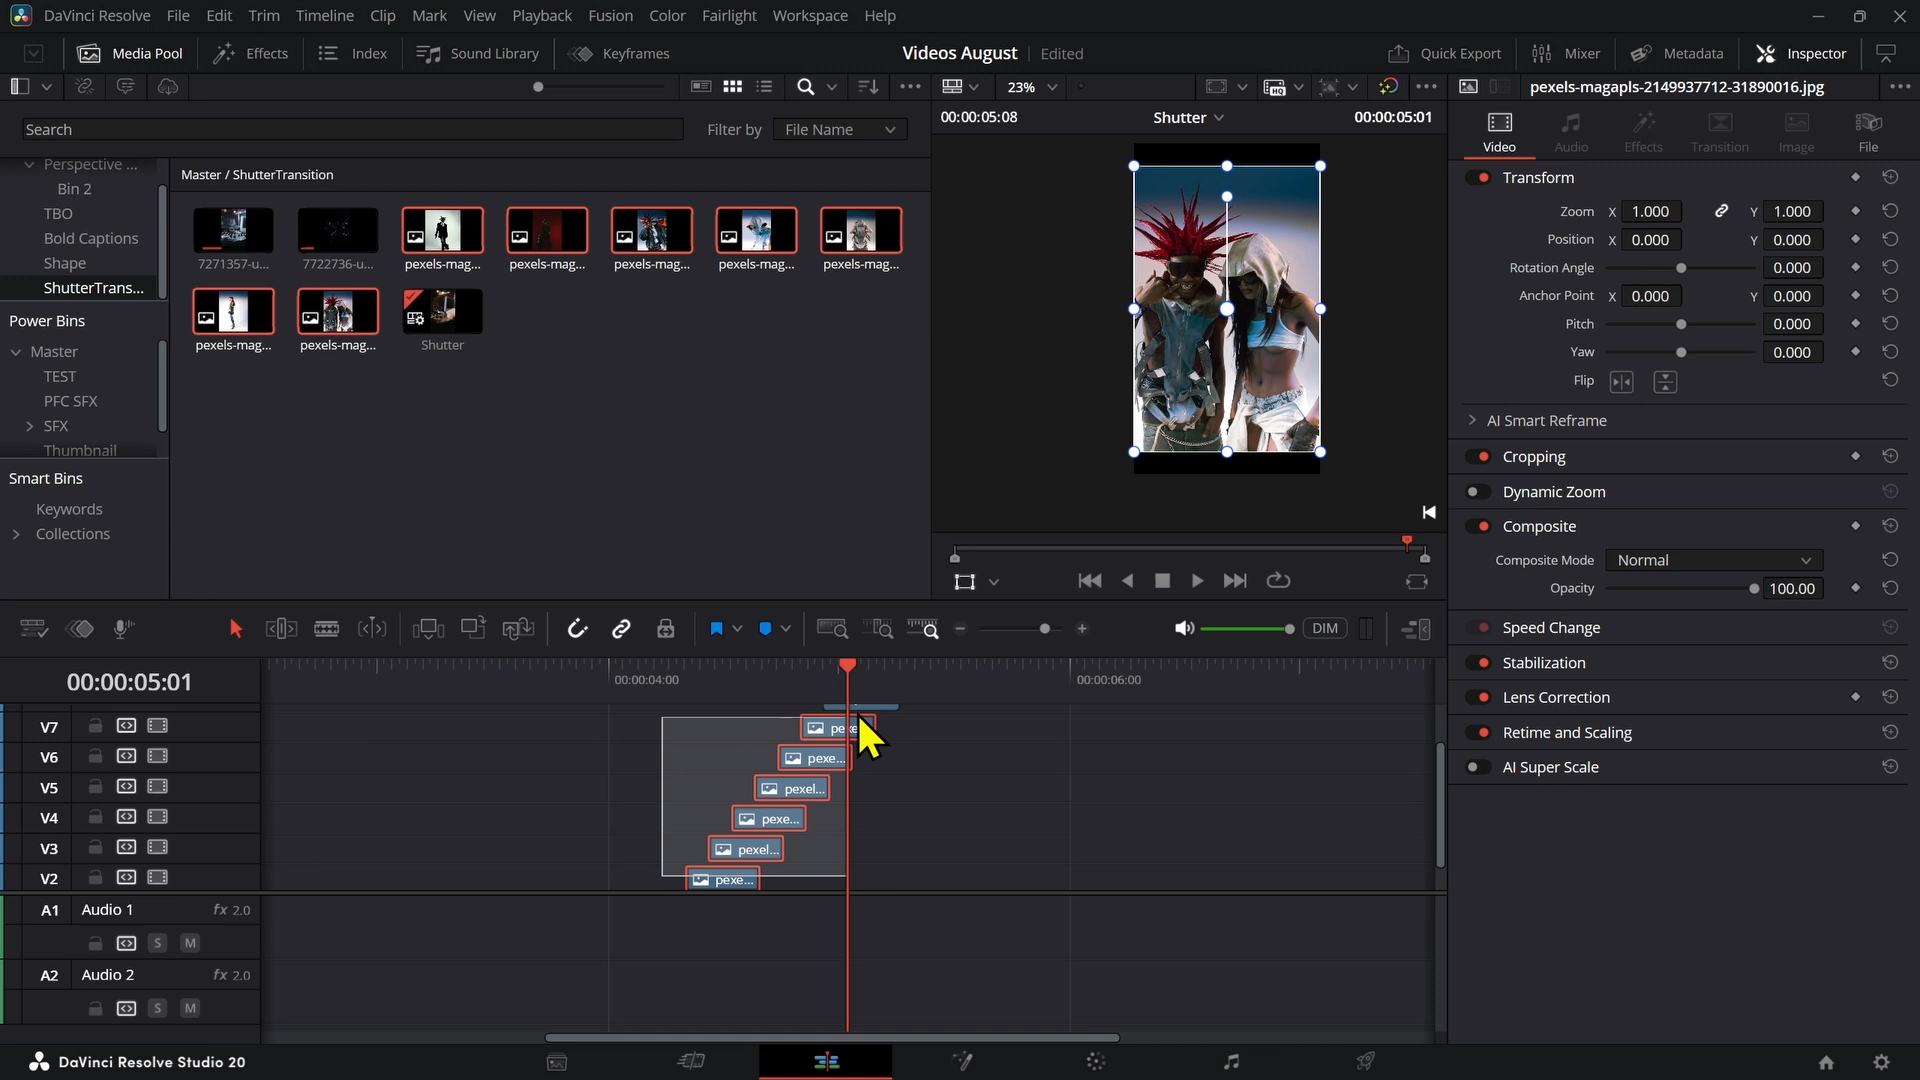 DaVinci Resolve File Edit Trim Timeline Clip Mark View Playback Fusion Color Fairlight Workspace Help
Media Pool Effects Index Sound Library Keyframes Videos August Edited Quick Export Mixer Metadata Inspector
23% pexels-magapls-2149937712-31890016.jpg
00:00:05:08 Shutter 00:00:05:01
Search Filter by File Name
Video Audio Effects Transition Image File
Perspective ...
Bin 2
TBO
Bold Captions
Shape
ShutterTrans...
Master / ShutterTransition
7271357-u... 7722736-u... pexels-mag... pexels-mag... pexels-mag... pexels-mag... pexels-mag...
pexels-mag... pexels-mag... Shutter
Power Bins
Master
TEST
PFC SFX
SFX
Thumbnail
Smart Bins
Keywords
Collections
Transform
Zoom X 1.000 Y 1.000
Position X 0.000 Y 0.000
Rotation Angle 0.000
Anchor Point X 0.000 Y 0.000
Pitch 0.000
Yaw 0.000
Flip
AI Smart Reframe
Cropping
Dynamic Zoom
Composite
Composite Mode Normal
Opacity 100.00
Speed Change
Stabilization
Lens Correction
Retime and Scaling
AI Super Scale
DIM
00:00:05:01 00:00:04:00 00:00:06:00
V7 pexe
V6 pexe...
V5 pexel...
V4 pexe...
V3 pexel...
V2 pexe...
A1 Audio 1 fx 2.0
S M
A2 Audio 2 fx 2.0
S M
DaVinci Resolve Studio 20